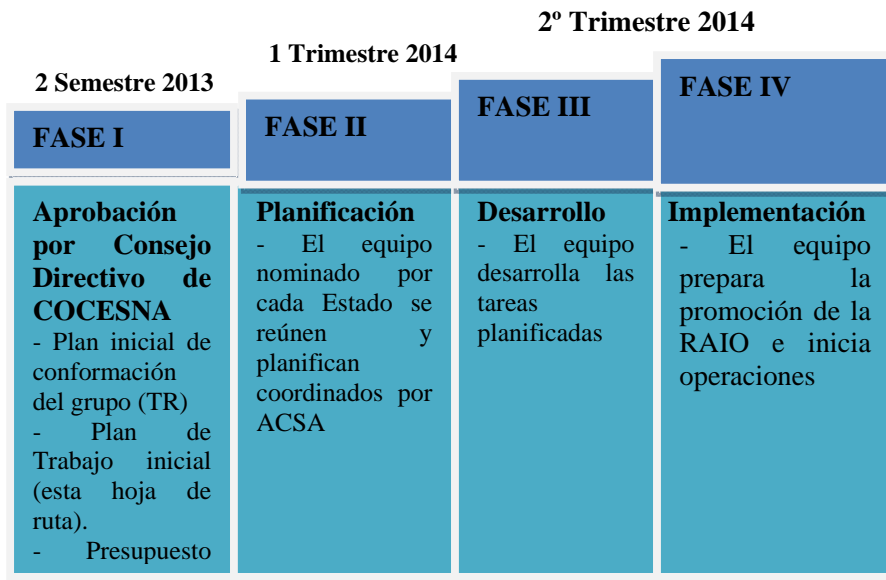 2 Semestre 2013
FASE I
Aprobación
por Consejo
Directivo de
COCESNA
- Plan inicial de
conformación
del grupo (TR)
- Plan de
Trabajo inicial
(esta hoja de
ruta).
- Presupuesto
1 Trimestre 2014
FASE II
Planificación
- El equipo
nominado por
cada Estado se
reúnen y
planifican
coordinados por
ACSA
2º Trimestre 2014
FASE III
Desarrollo
- El equipo
desarrolla las
tareas
planificadas
FASE IV
Implementación
- El equipo
prepara la
promoción de la
RAIO e inicia
operaciones